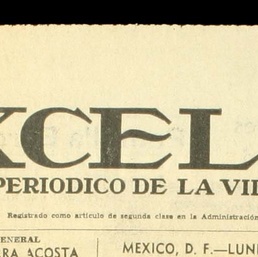 XCEL
PERIODICO DE LA VI
Registrado como artículo de segunda clase en la Administración
GENERAL
RA ACOSTA
MEXICO, D. F.—LUN